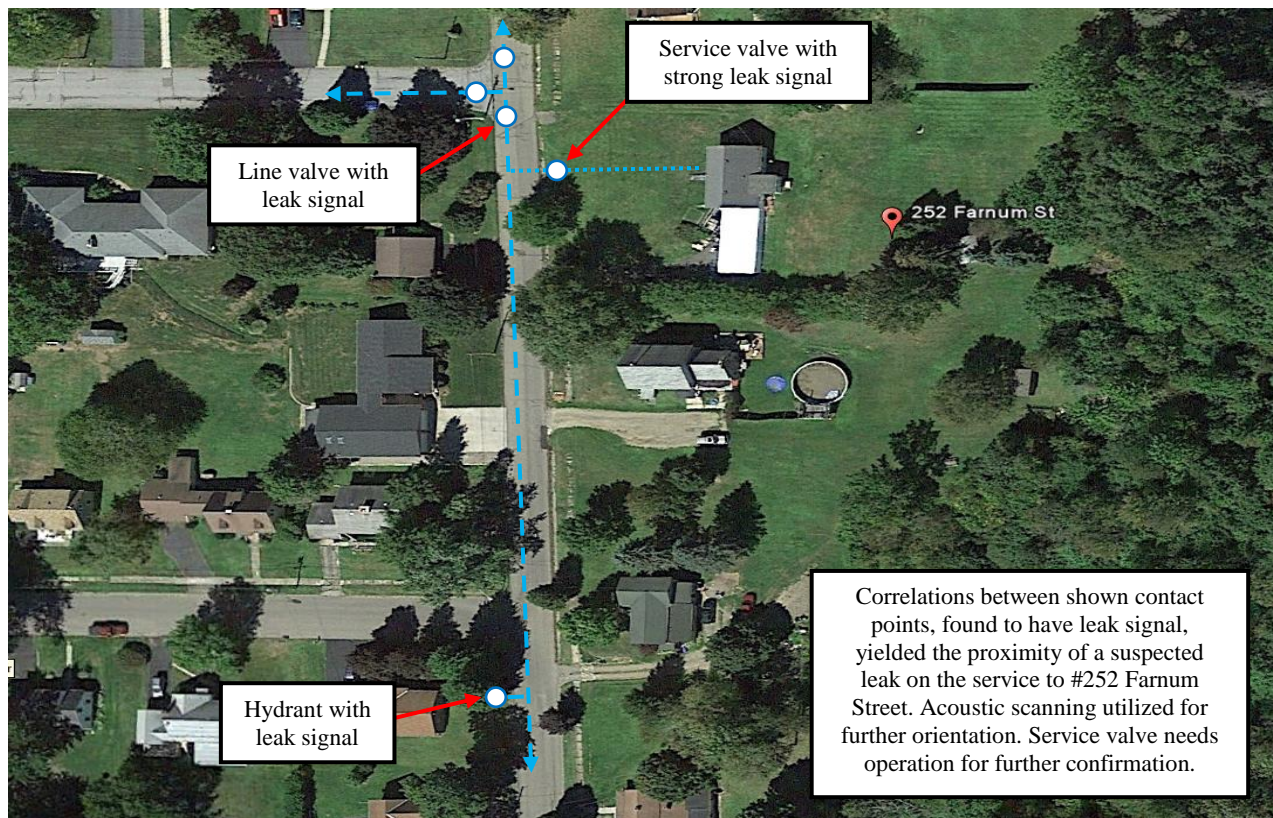 Service valve with
strong leak signal
Line valve with
leak signal
252 Farnum St
Correlations between shown contact
points, found to have leak signal,
yielded the proximity of a suspected
leak on the service to #252 Farnum
Street. Acoustic scanning utilized for
further orientation. Service valve needs
operation for further confirmation.
Hydrant with
leak signal